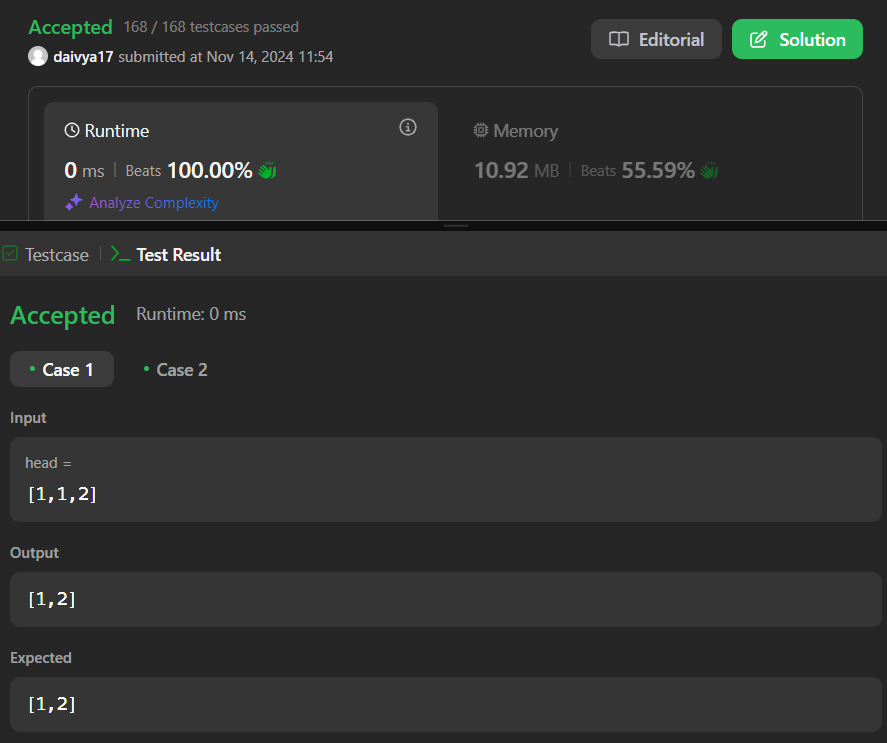 Accepted 168 / 168 testcases passed
daivya17 submitted at Nov 14, 2024 11:54
Editorial
Solution
Runtime
0 ms | Beats 100.00%
Analyze Complexity
Memory
10.92 MB | Beats 55.59%
Testcase | Test Result
Accepted Runtime: 0 ms
• Case 1 • Case 2
Input
head =
[1,1,2]
Output
[1,2]
Expected
[1,2]